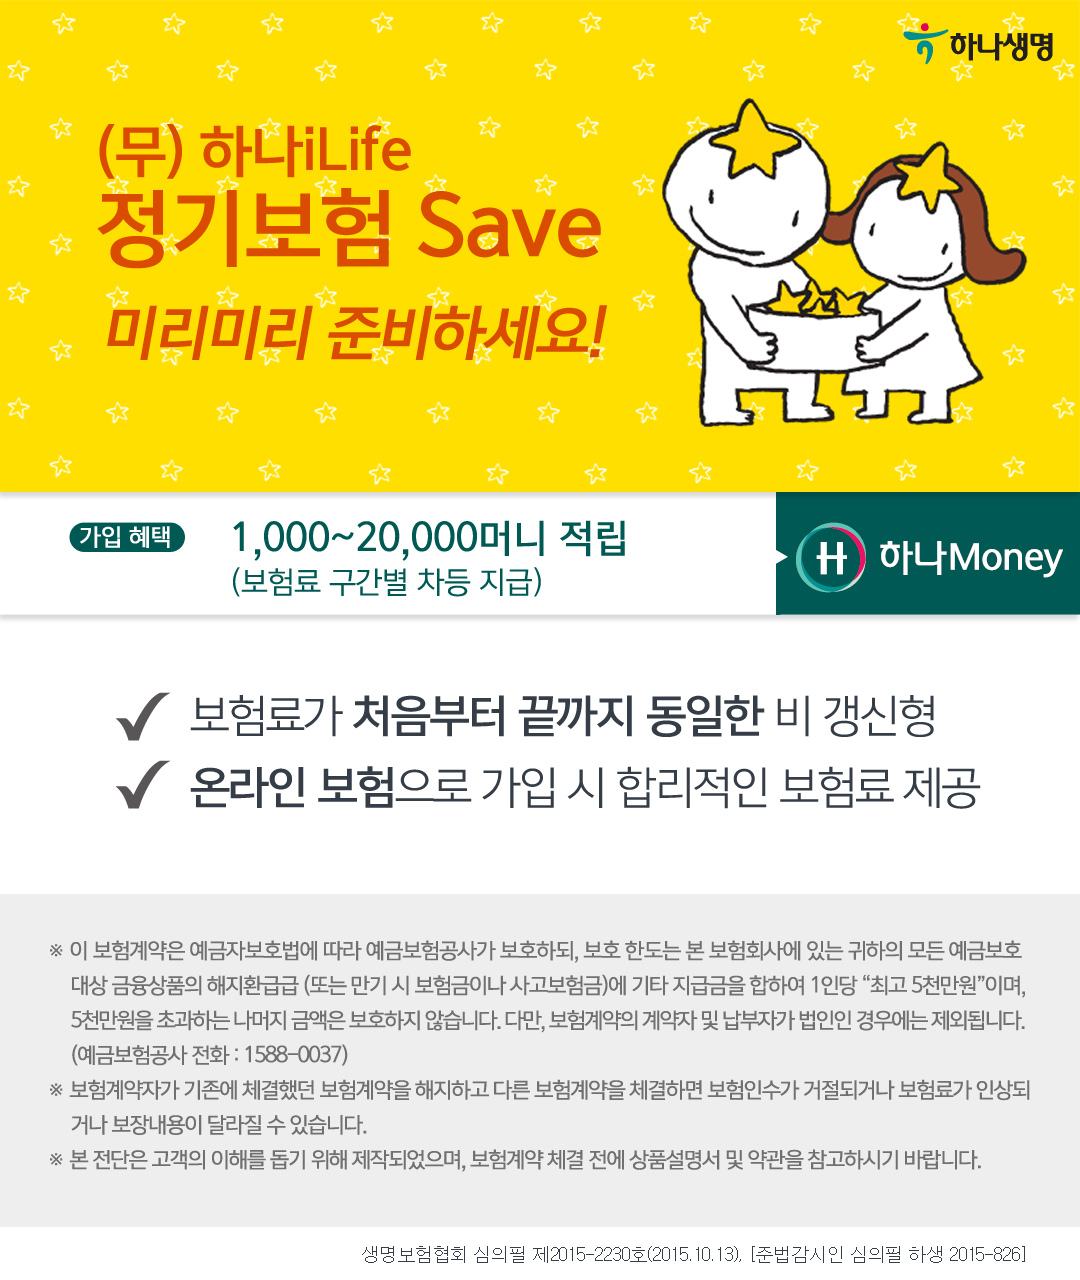 하나생명
(무) 하나iLife
정기보험 Save
미리미리 준비하세요!
가입 혜택
1,000~20,000머니 적립
(보험료 구간별 차등 지급)
하나Money
보험료가 처음부터 끝까지 동일한 비 갱신형
온라인 보험으로 가입 시 합리적인 보험료 제공
※ 이 보험계약은 예금자보호법에 따라 예금보험공사가 보호하되, 보호 한도는 본 보험회사에 있는 귀하의 모든 예금보호
대상 금융상품의 해지환급급 (또는 만기 시 보험금이나 사고보험금)에 기타 지급금을 합하여 1인당 “최고 5천만원”이며,
5천만원을 초과하는 나머지 금액은 보호하지 않습니다. 다만, 보험계약의 계약자 및 납부자가 법인인 경우에는 제외됩니다.
(예금보험공사 전화 : 1588-0037)
※ 보험계약자가 기존에 체결했던 보험계약을 해지하고 다른 보험계약을 체결하면 보험인수가 거절되거나 보험료가 인상되
거나 보장내용이 달라질 수 있습니다.
※ 본 전단은 고객의 이해를 돕기 위해 제작되었으며, 보험계약 체결 전에 상품설명서 및 약관을 참고하시기 바랍니다.
생명보험협회 심의필 제2015-2230호(2015.10.13), [준법감시인 심의필 하생 2015-826]